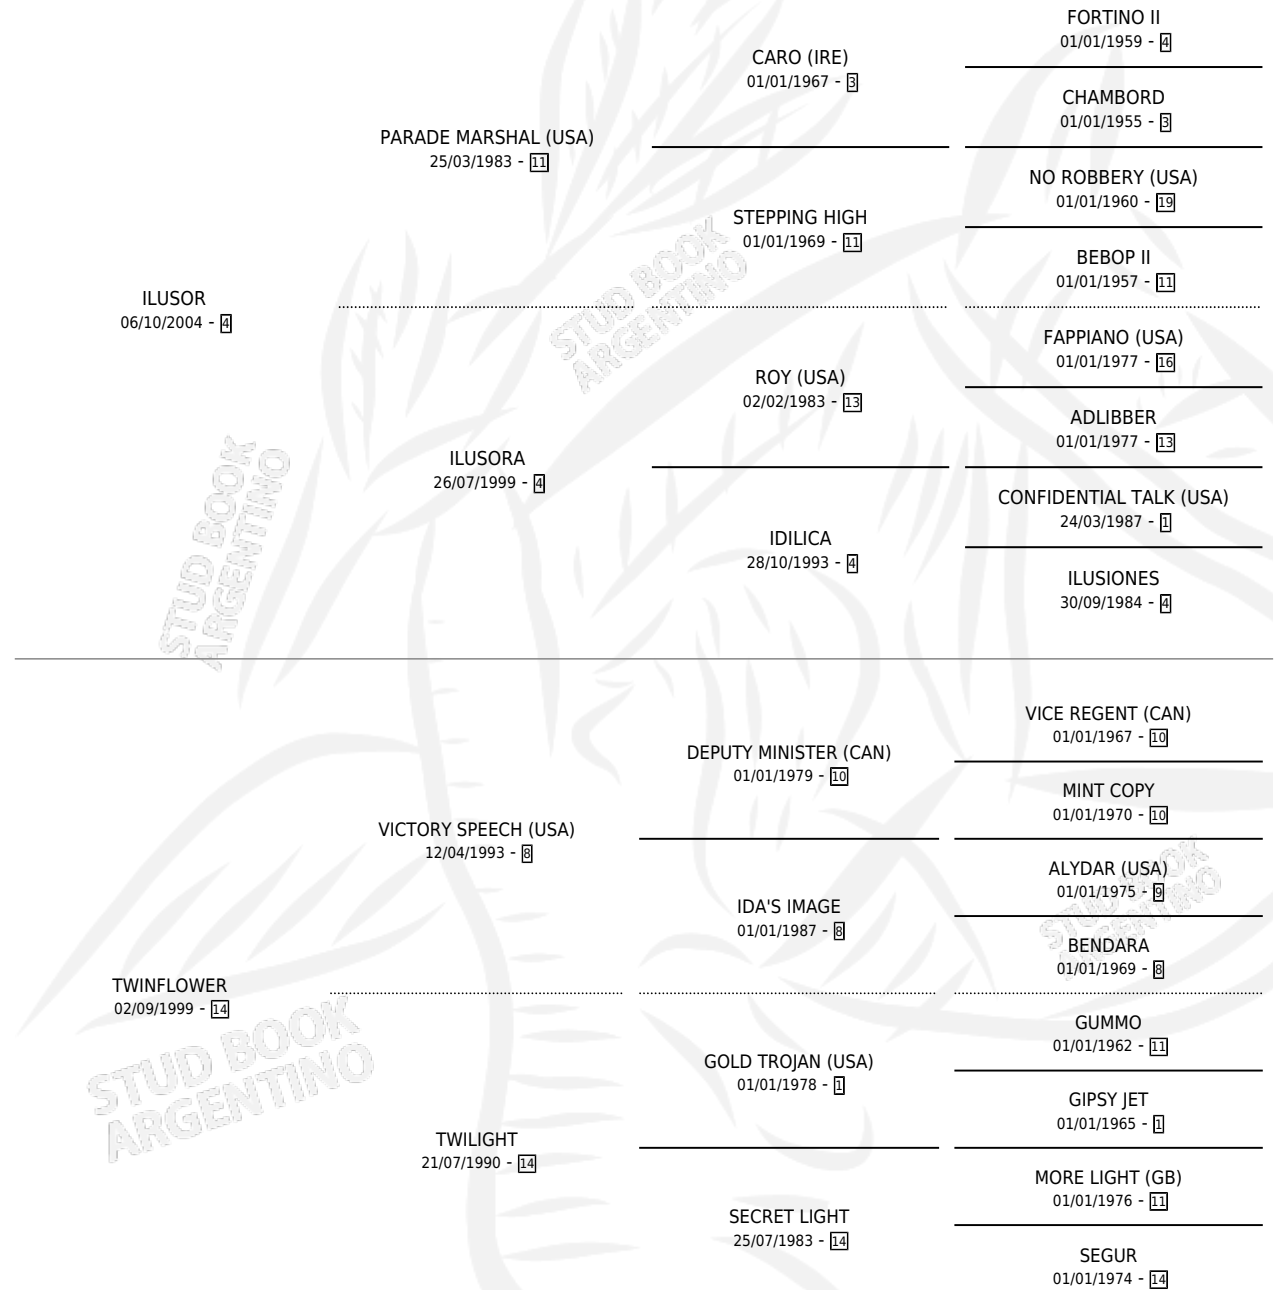 FORTINO II
01/01/1959 - 4
CARO (IRE)
01/01/1967 - 3
CHAMBORD
01/01/1955 - 3
PARADE MARSHAL (USA)
25/03/1983 - 11
NO ROBBERY (USA)
01/01/1960 - 19
STEPPING HIGH
01/01/1969 - 11
BEBOP II
01/01/1957 - 11
ILUSOR
06/10/2004 - 4
STUD BOOK
ARGENTINO
FAPPIANO (USA)
01/01/1977 - 16
ROY (USA)
02/02/1983 - 13
ADLIBBER
01/01/1977 - 13
ILUSORA
26/07/1999 - 4
CONFIDENTIAL TALK (USA)
24/03/1987 - 1
IDILICA
28/10/1993 - 4
ILUSIONES
30/09/1984 - 4
STUD BOOK
ARGENTINO
VICE REGENT (CAN)
01/01/1967 - 10
DEPUTY MINISTER (CAN)
01/01/1979 - 10
MINT COPY
01/01/1970 - 10
VICTORY SPEECH (USA)
12/04/1993 - 8
ALYDAR (USA)
01/01/1975 - 9
IDA'S IMAGE
01/01/1987 - 8
STUD BOOK
ARGENTINO
BENDARA
01/01/1969 - 8
TWINFLOWER
02/09/1999 - 14
GUMMO
01/01/1962 - 11
STUD BOOK
ARGENTINO
GOLD TROJAN (USA)
01/01/1978 - 1
GIPSY JET
01/01/1965 - 1
TWILIGHT
21/07/1990 - 14
MORE LIGHT (GB)
01/01/1976 - 11
SECRET LIGHT
25/07/1983 - 14
SEGUR
01/01/1974 - 14